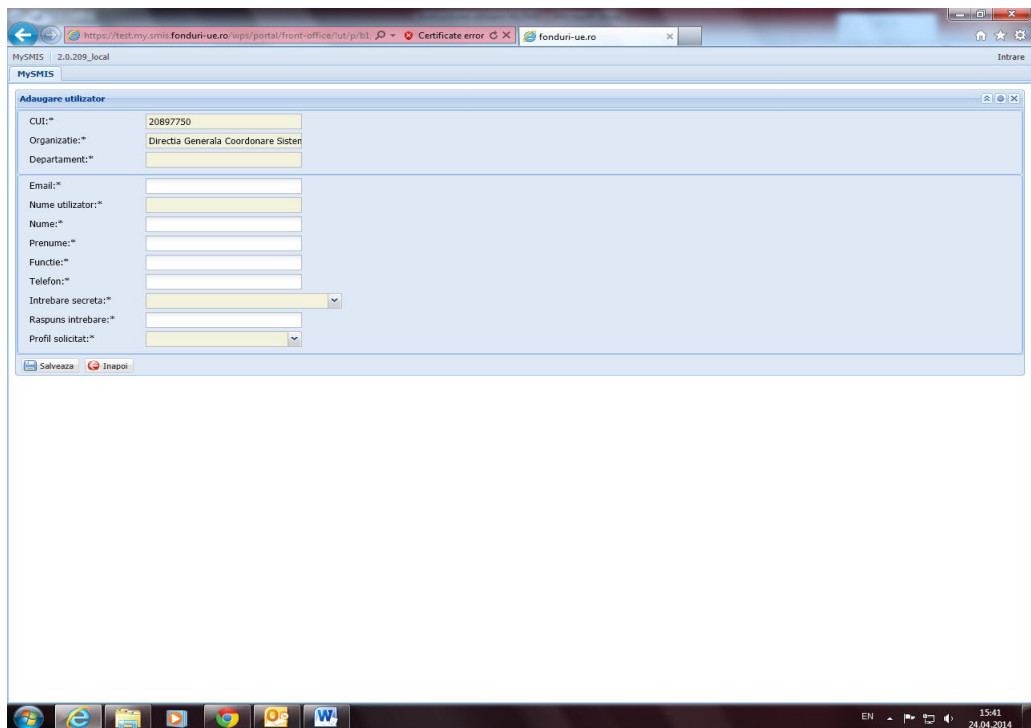 https://test.my.smis.fonduri-ue.ro/wps/portal/front-office/!ut/p/b1 Certificate error fonduri-ue.ro
MySMIS 2.0.209_local Intrare
MySMIS
Adaugare utilizator
CUI:* 20897750
Organizatie:* Directia Generala Coordonare Sistem
Departament:*
Email:*
Nume utilizator:*
Nume:*
Prenume:*
Functie:*
Telefon:*
Intrebare secreta:*
Raspuns intrebare:*
Profil solicitat:*
Salveaza Inapoi
EN 15:41
24.04.2014